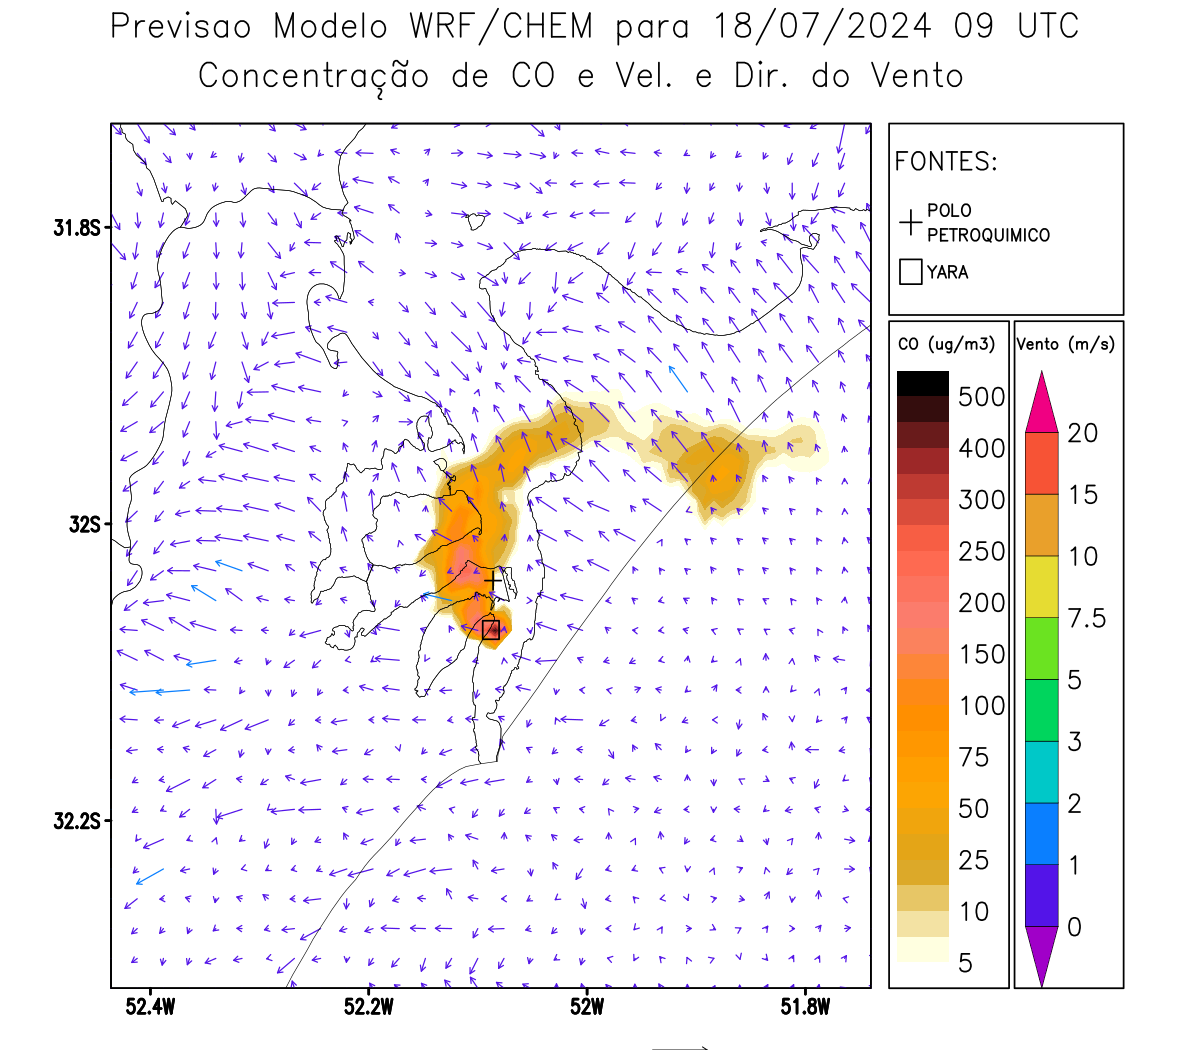 Previsao Modelo WRF/CHEM para 18/07/2024 09 UTC
Concentração de CO e Vel. e Dir. do Vento
FONTES:
POLO
PETROQUIMICO
YARA
CO (ug/m3)
500
400
300
250
200
150
100
75
50
25
10
5
Vento (m/s)
20
15
10
7.5
5
3
2
1
0
31.8S
32S
32.2S
52.4W 52.2W 52W 51.8W